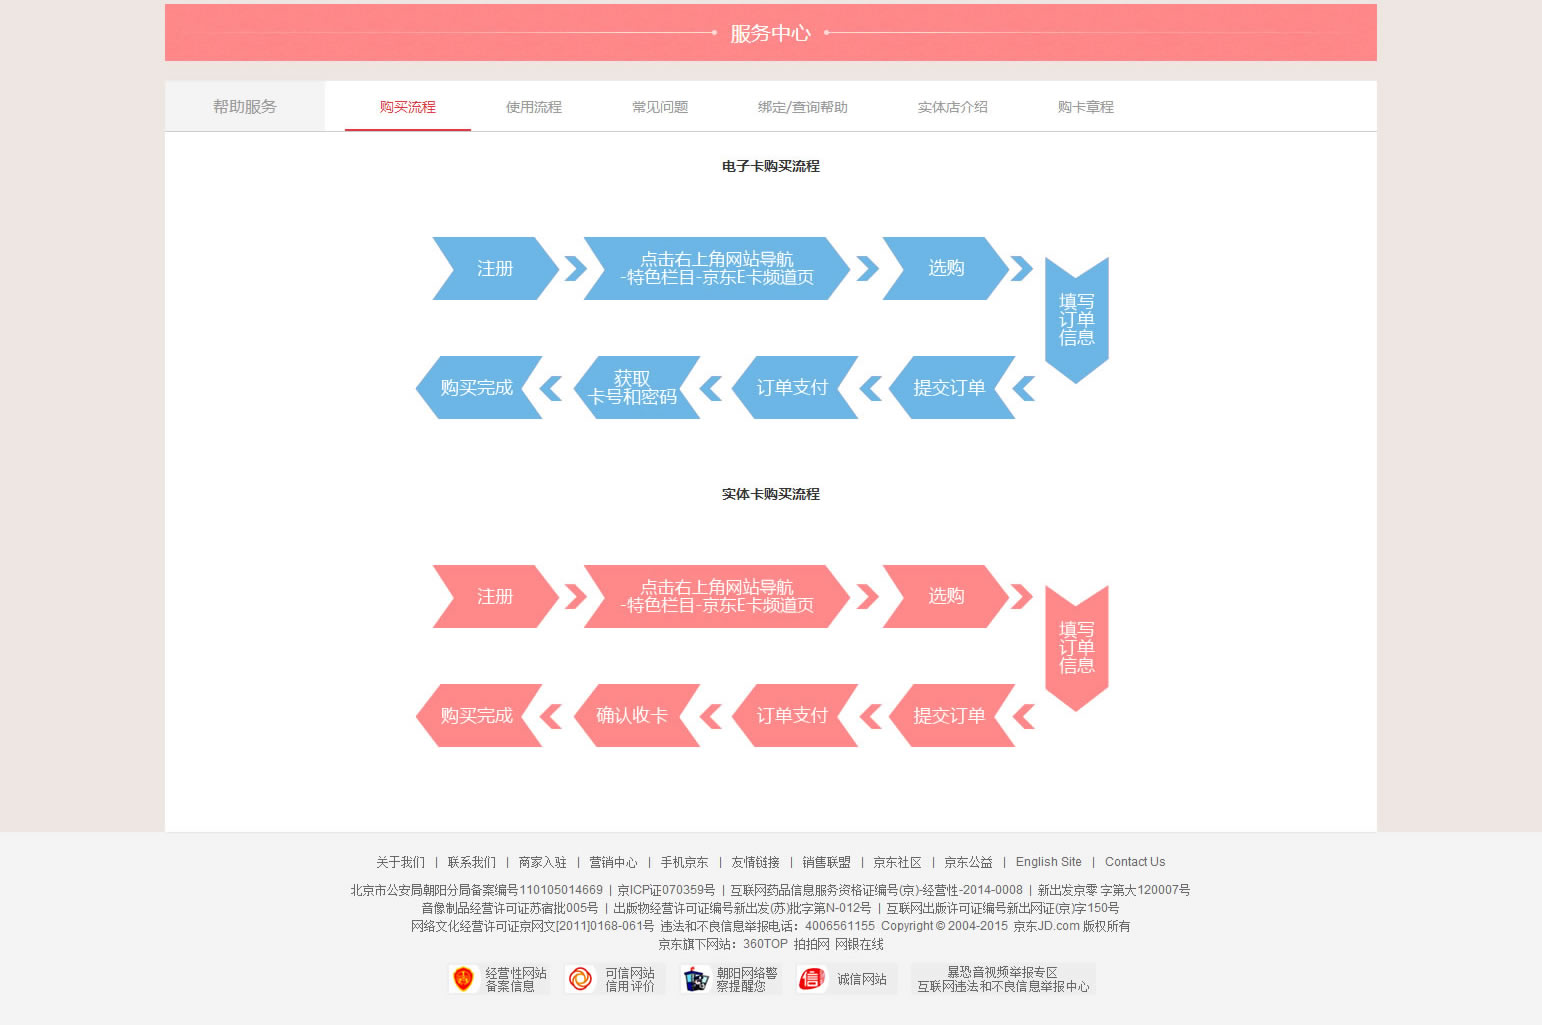 服务中心
帮助服务 购买流程 使用流程 常见问题 绑定/查询帮助 实体店介绍 购卡章程
电子卡购买流程
注册
点击右上角网站导航
-特色栏目-京东E卡频道页
选购
填写
订单
信息
提交订单
订单支付
获取
卡号和密码
购买完成
实体卡购买流程
注册
点击右上角网站导航
-特色栏目-京东E卡频道页
选购
填写
订单
信息
提交订单
订单支付
确认收卡
购买完成
关于我们 | 联系我们 | 商家入驻 | 营销中心 | 手机京东 | 友情链接 | 销售联盟 | 京东社区 | 京东公益 | English Site | Contact Us
北京市公安局朝阳分局备案编号110105014669 | 京ICP证070359号 | 互联网药品信息服务资格证编号(京)-经营性-2014-0008 | 新出发京零 字第大120007号
音像制品经营许可证苏宿批005号 | 出版物经营许可证编号新出发(苏)批字第N-012号 | 互联网出版许可证编号新出网证(京)字150号
网络文化经营许可证京网文[2011]0168-061号 违法和不良信息举报电话：4006561155 Copyright © 2004-2015 京东JD.com 版权所有
京东旗下网站：360TOP 拍拍网 网银在线
经营性网站
备案信息
可信网站
信用评价
朝阳网络警
察提醒您
信
诚信网站
暴恐音视频举报专区
互联网违法和不良信息举报中心